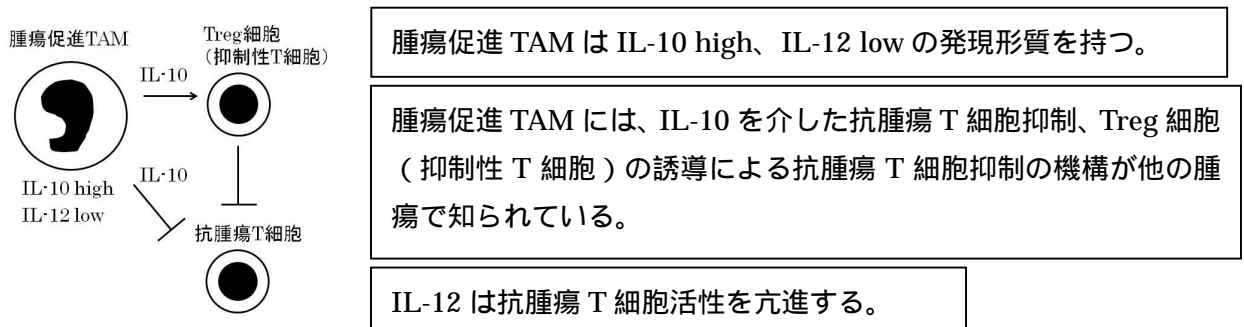 腫瘍促進TAM
Treg細胞
(抑制性T細胞)
IL-10
IL-10
IL-10 high
IL-12 low
抗腫瘍T細胞
腫瘍促進 TAM は IL-10 high、IL-12 low の発現形質を持つ。
腫瘍促進 TAM には、IL-10 を介した抗腫瘍 T 細胞抑制、Treg 細胞
(抑制性 T 細胞)の誘導による抗腫瘍 T 細胞抑制の機構が他の腫
瘍で知られている。
IL-12 は抗腫瘍 T 細胞活性を亢進する。